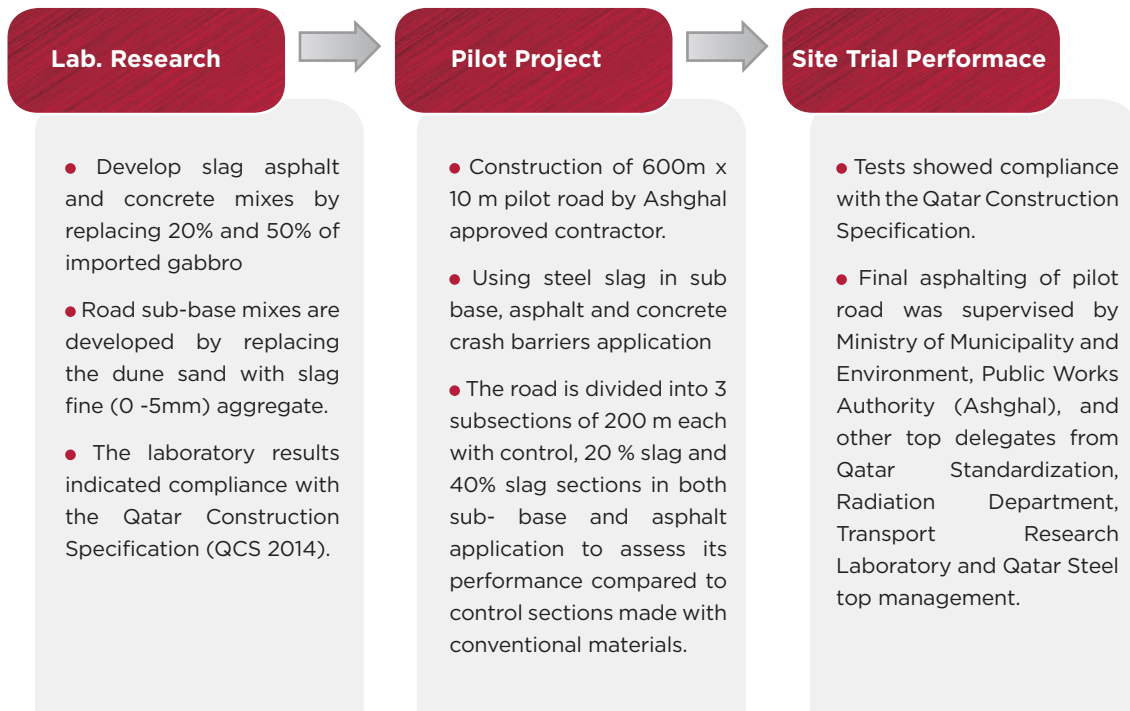 Lab. Research
Pilot Project
Site Trial Performace
• Develop slag asphalt
and concrete mixes by
replacing 20% and 50% of
imported gabbro
• Road sub-base mixes are
developed by replacing
the dune sand with slag
fine (0 -5mm) aggregate.
• The laboratory results
indicated compliance with
the Qatar Construction
Specification (QCS 2014).
• Construction of 600m x
10 m pilot road by Ashghal
approved contractor.
• Using steel slag in sub
base, asphalt and concrete
crash barriers application
• The road is divided into 3
subsections of 200 m each
with control, 20 % slag and
40% slag sections in both
sub- base and asphalt
application to assess its
performance compared to
control sections made with
conventional materials.
• Tests showed compliance
with the Qatar Construction
Specification.
• Final asphalting of pilot
road was supervised by
Ministry of Municipality and
Environment, Public Works
Authority (Ashghal), and
other top delegates from
Qatar Standardization,
Radiation Department,
Transport Research
Laboratory and Qatar Steel
top management.